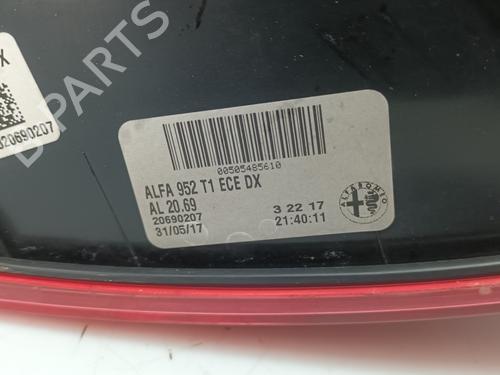 X
20690207
B-PARTS
00505485610
ALFA 952 T1 ECE DX
AL 20.69
20690207
3 22 17
31/05/17
21:40:11
ALFA ROMEO